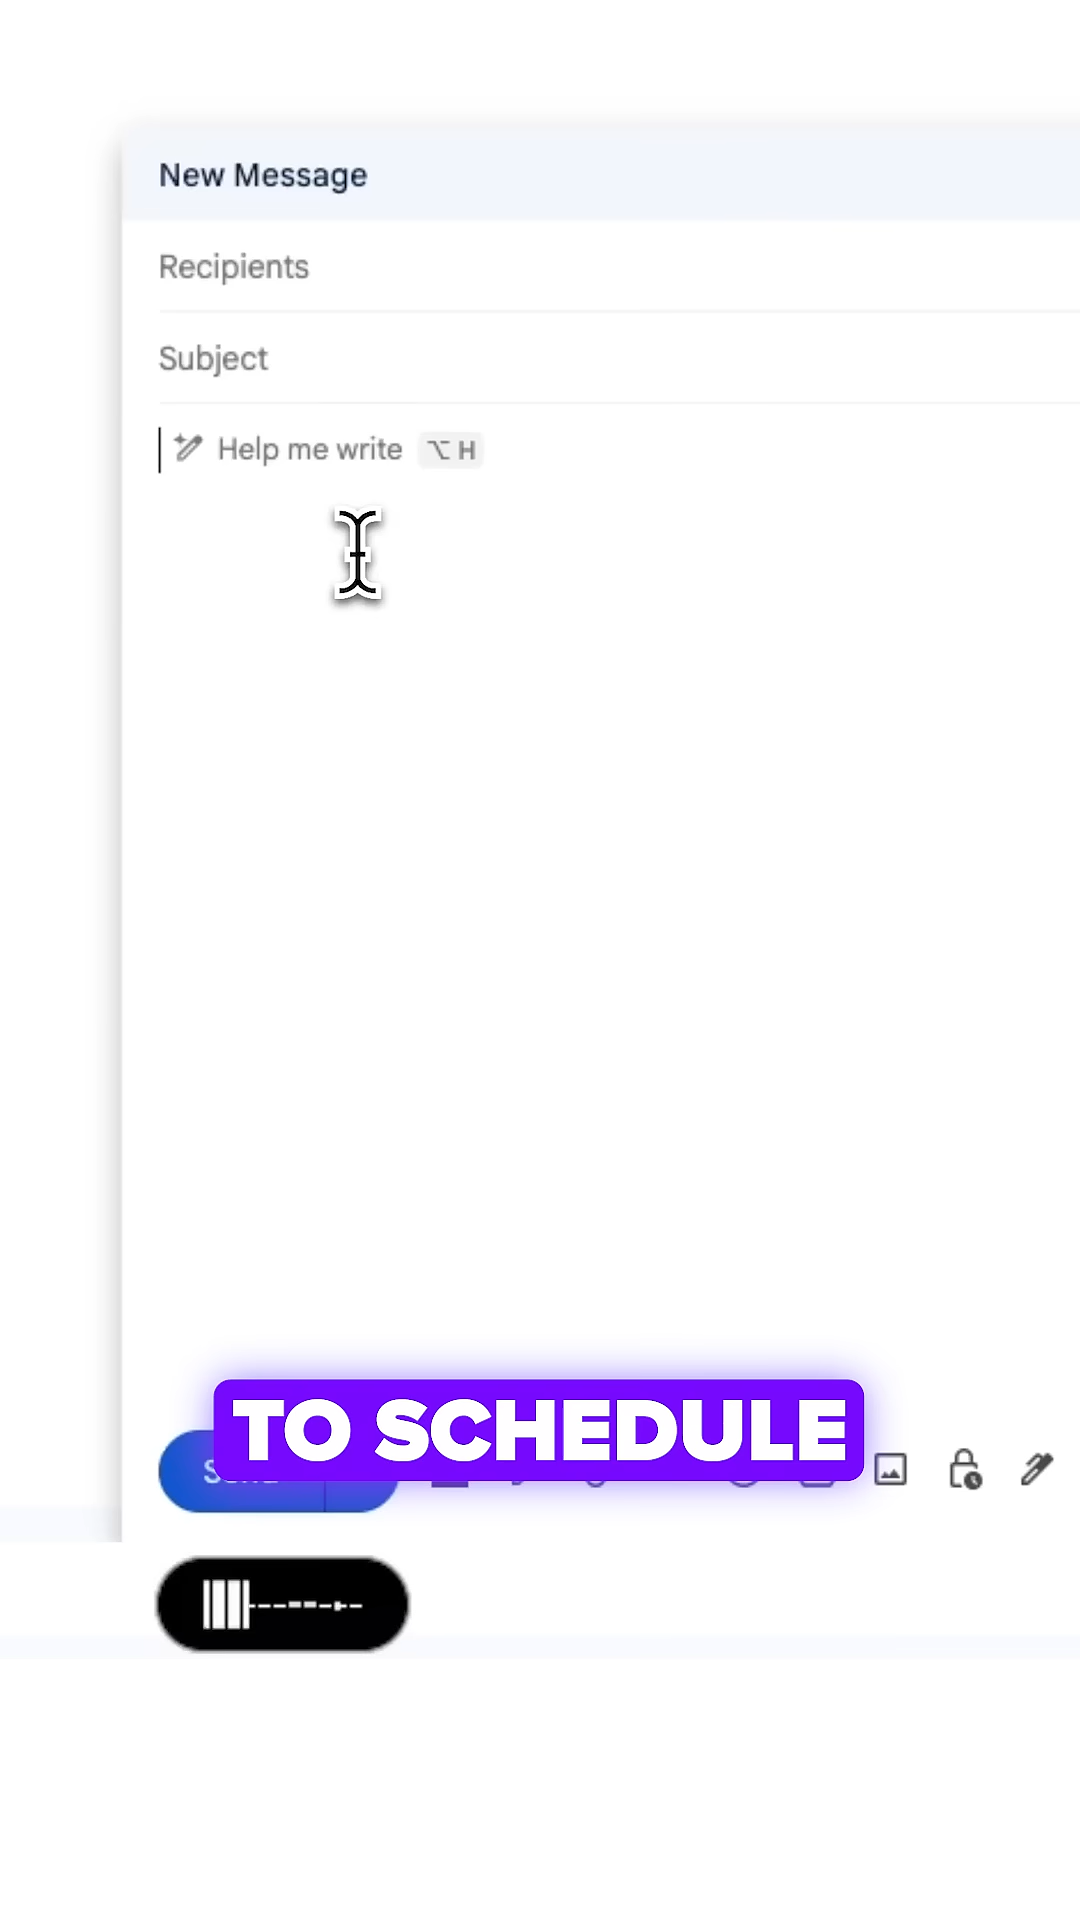 New Message
Recipients
Subject
Help me write ⌥ H
TO SCHEDULE